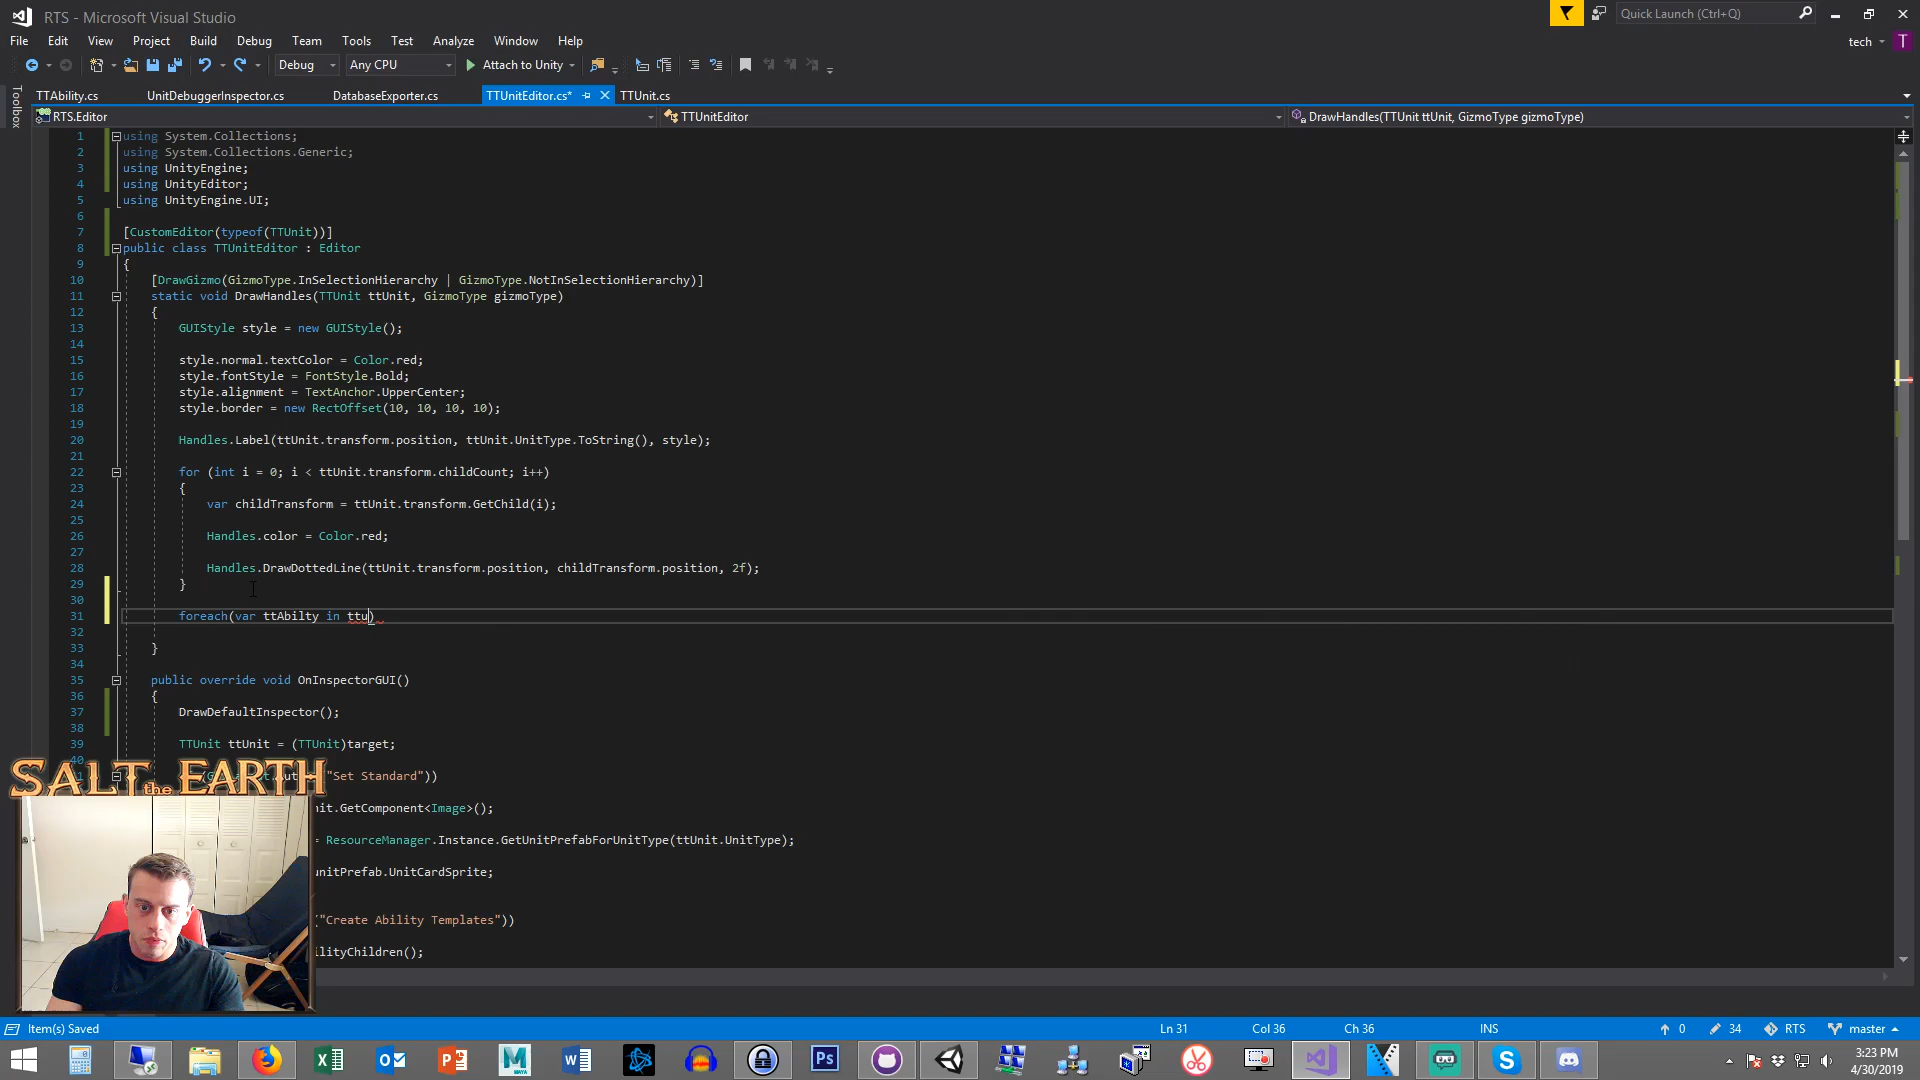 RTS - Microsoft Visual Studio
Quick Launch (Ctrl+Q)
File Edit View Project Build Debug Team Tools Test Analyze Window Help
tech T
Debug Any CPU Attach to Unity
Toolbox
TTAbility.cs UnitDebuggerInspector.cs DatabaseExporter.cs TTUnitEditor.cs* TTUnit.cs
RTS.Editor TTUnitEditor DrawHandles(TTUnit ttUnit, GizmoType gizmoType)
1 using System.Collections;
2 using System.Collections.Generic;
3 using UnityEngine;
4 using UnityEditor;
5 using UnityEngine.UI;
6
7 [CustomEditor(typeof(TTUnit))]
8 public class TTUnitEditor : Editor
9 {
10 [DrawGizmo(GizmoType.InSelectionHierarchy | GizmoType.NotInSelectionHierarchy)]
11 static void DrawHandles(TTUnit ttUnit, GizmoType gizmoType)
12 {
13 GUIStyle style = new GUIStyle();
14
15 style.normal.textColor = Color.red;
16 style.fontStyle = FontStyle.Bold;
17 style.alignment = TextAnchor.UpperCenter;
18 style.border = new RectOffset(10, 10, 10, 10);
19
20 Handles.Label(ttUnit.transform.position, ttUnit.UnitType.ToString(), style);
21
22 for (int i = 0; i < ttUnit.transform.childCount; i++)
23 {
24 var childTransform = ttUnit.transform.GetChild(i);
25
26 Handles.color = Color.red;
27
28 Handles.DrawDottedLine(ttUnit.transform.position, childTransform.position, 2f);
29 }
30
31 foreach(var ttAbilty in ttu)
32
33 }
34
35 public override void OnInspectorGUI()
36 {
37 DrawDefaultInspector();
38
39 TTUnit ttUnit = (TTUnit)target;
"Set Standard"))
SALT the EARTH
nit.GetComponent<Image>();
= ResourceManager.Instance.GetUnitPrefabForUnitType(ttUnit.UnitType);
unitPrefab.UnitCardSprite;
("Create Ability Templates"))
ilityChildren();
Item(s) Saved Ln 31 Col 36 Ch 36 INS 0 34 RTS master
Ps
3:23 PM
4/30/2019